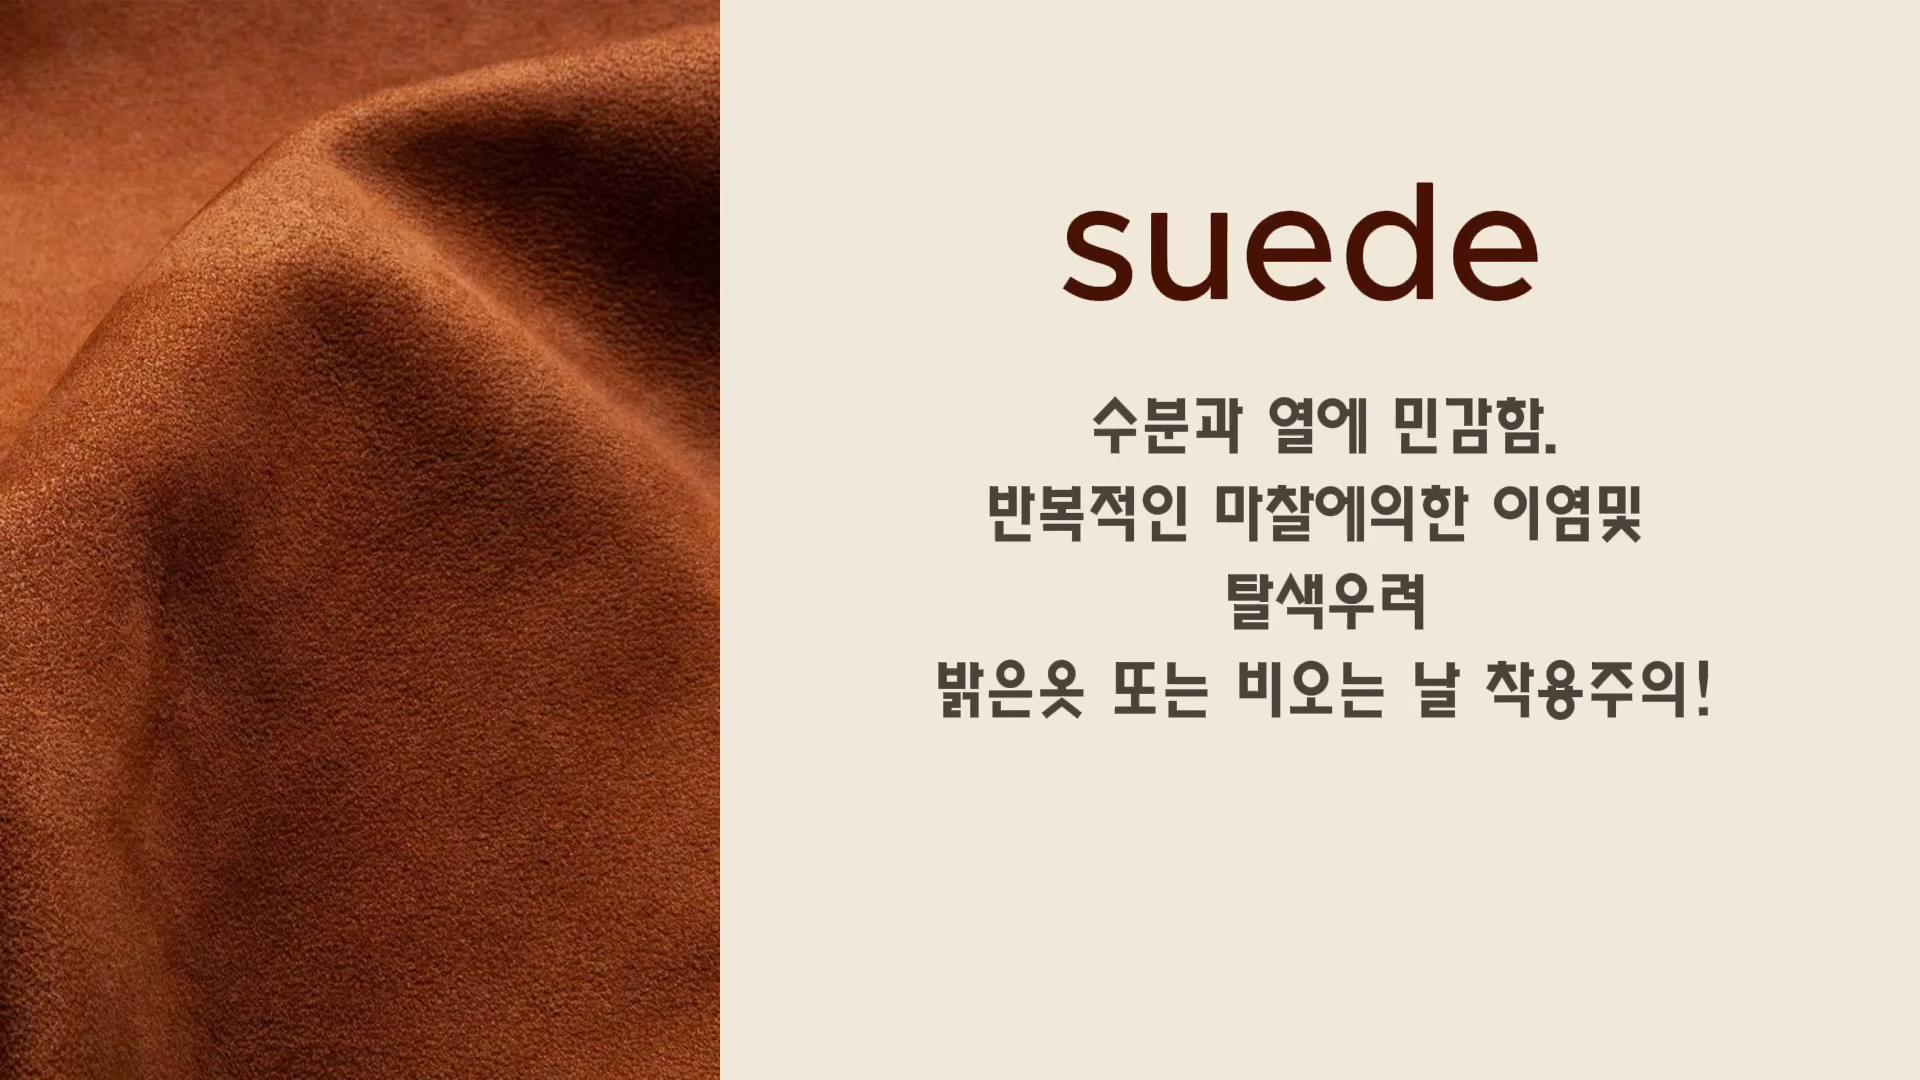 suede
수분과 열에 민감함.
반복적인 마찰에의한 이염및
탈색우려
밝은옷 또는 비오는 날 착용주의!